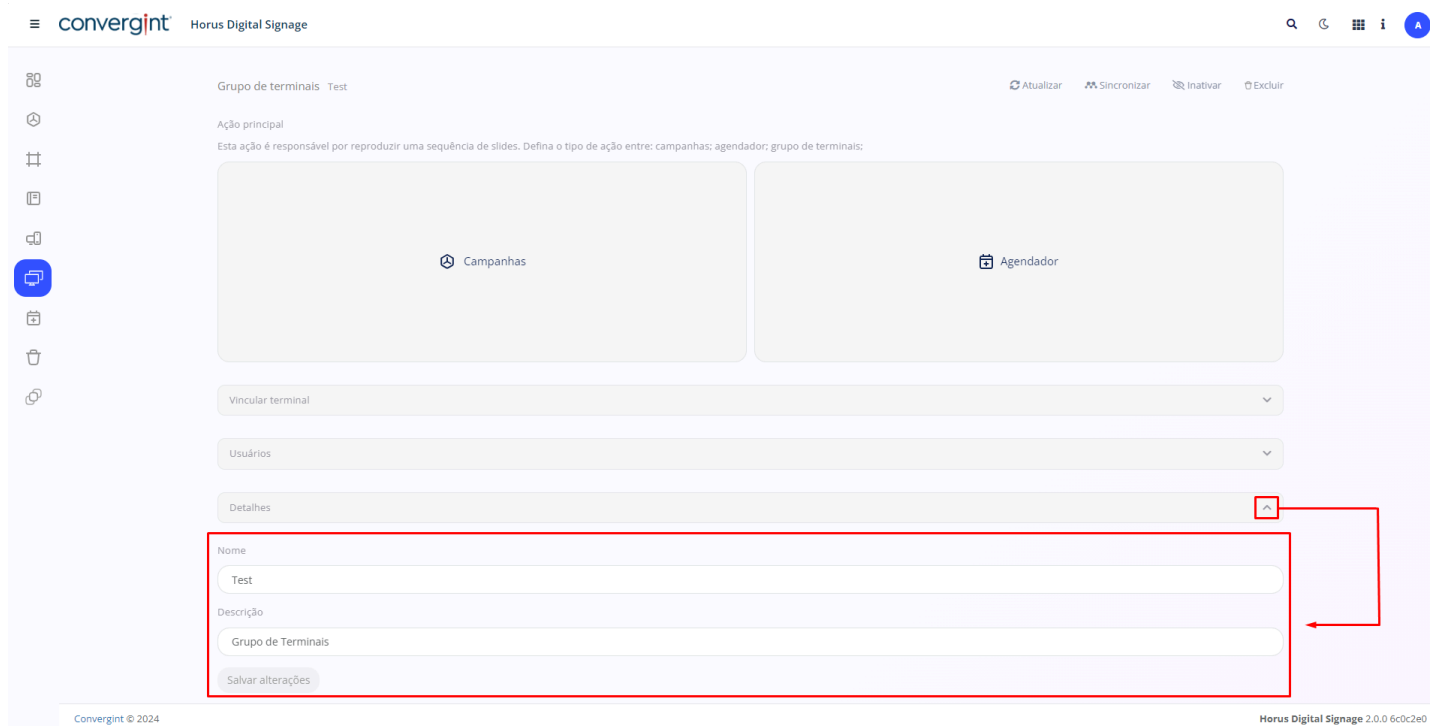 convergint Horus Digital Signage A
Grupo de terminais Test Atualizar Sincronizar Inativar Excluir
Ação principal
Esta ação é responsável por reproduzir uma sequência de slides. Defina o tipo de ação entre: campanhas; agendador; grupo de terminais;
Campanhas Agendador
Vincular terminal
Usuários
Detalhes
Nome
Test
Descrição
Grupo de Terminais
Salvar alterações
Convergint © 2024 Horus Digital Signage 2.0.0 6c0c2e0